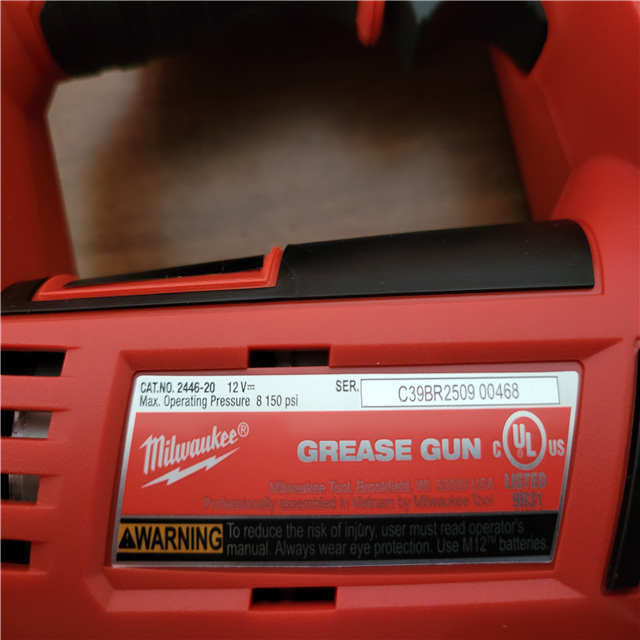 CAT.NO. 2446-20 12 V⎓ SER. C39BR2509 00468
Max. Operating Pressure 8 150 psi
Milwaukee® GREASE GUN C UL US
LISTED
Milwaukee Tool, Brookfield, WI 53005 USA
Professionally assembled in Vietnam by Milwaukee Tool
⚠WARNING To reduce the risk of injury, user must read operator's
manual. Always wear eye protection. Use M12™ batteries.